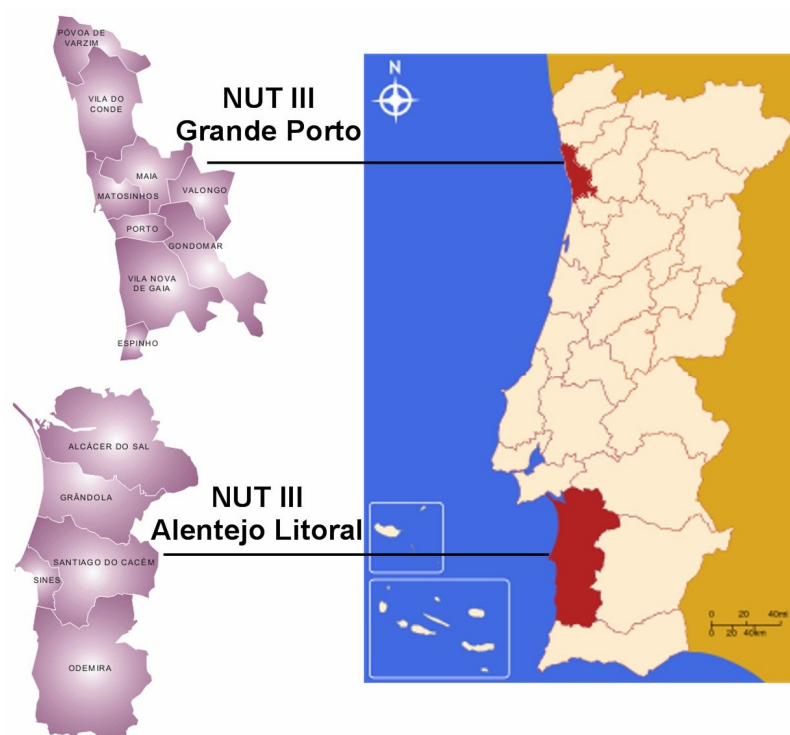 PÓVOA DE
VARZIM
VILA DO
CONDE
MAIA
MATOSINHOS
VALONGO
PORTO
GONDOMAR
VILA NOVA
DE GAIA
ESPINHO
NUT III
Grande Porto
N
ALCÁCER DO SAL
GRÂNDOLA
SANTIAGO DO CACÉM
SINES
ODEMIRA
NUT III
Alentejo Litoral
0 20 40mi
0 20 40km